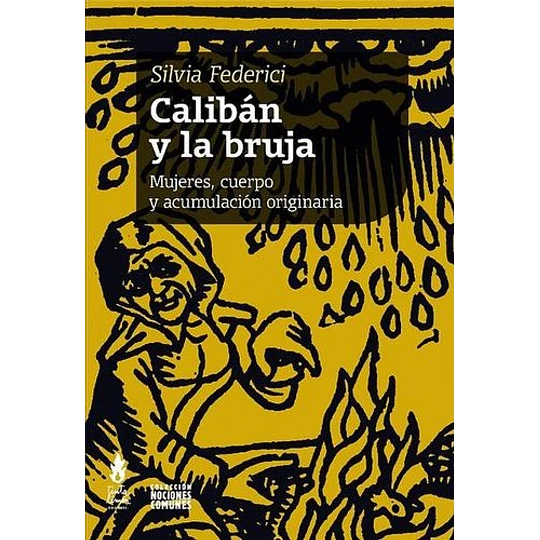 Silvia Federici
Calibán
y la bruja
Mujeres, cuerpo
y acumulación originaria
COLECCIÓN
NOCIONES
COMUNES